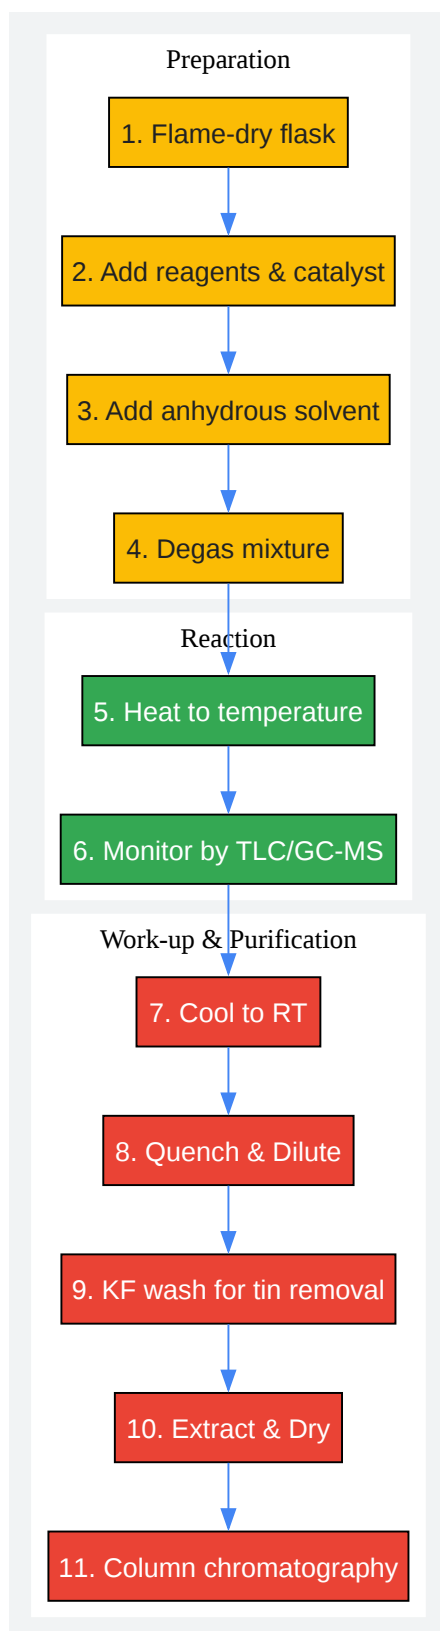 Preparation
1. Flame-dry flask
2. Add reagents & catalyst
3. Add anhydrous solvent
4. Degas mixture
Reaction
5. Heat to temperature
6. Monitor by TLC/GC-MS
Work-up & Purification
7. Cool to RT
8. Quench & Dilute
9. KF wash for tin removal
10. Extract & Dry
11. Column chromatography